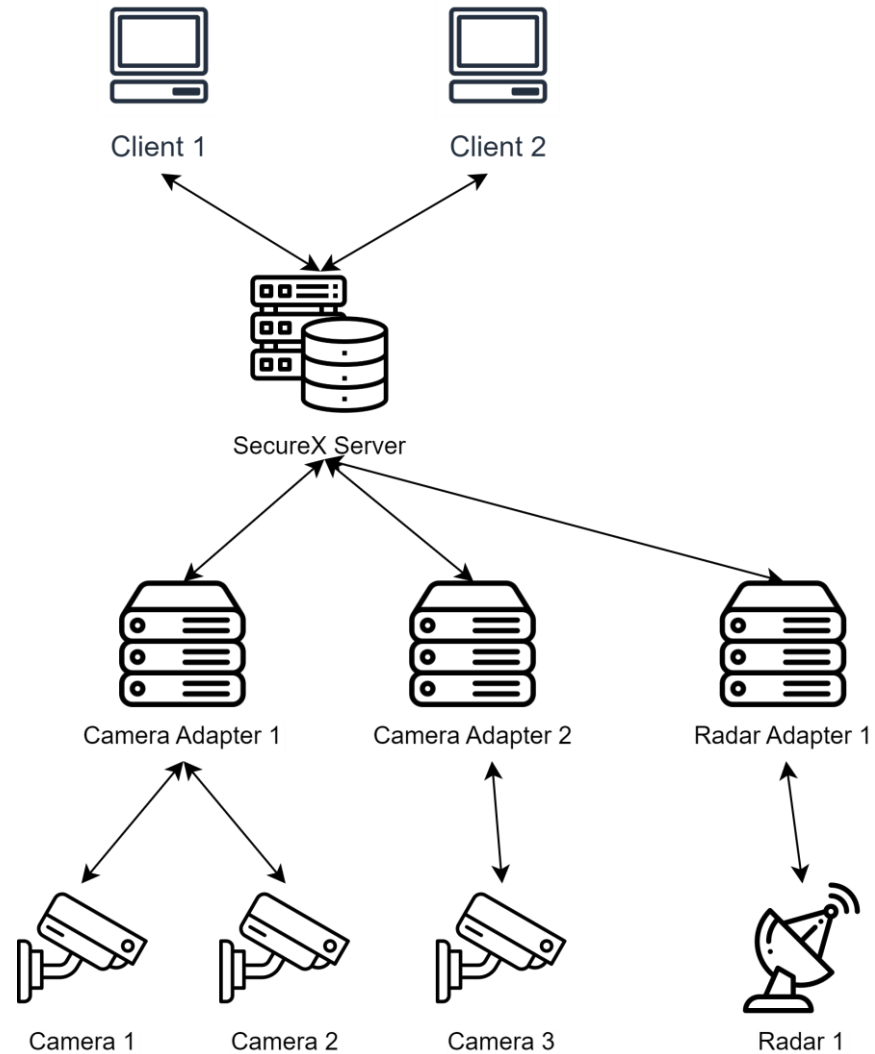 Client 1
Client 2
SecureX Server
Camera Adapter 1
Camera Adapter 2
Radar Adapter 1
Camera 1
Camera 2
Camera 3
Radar 1